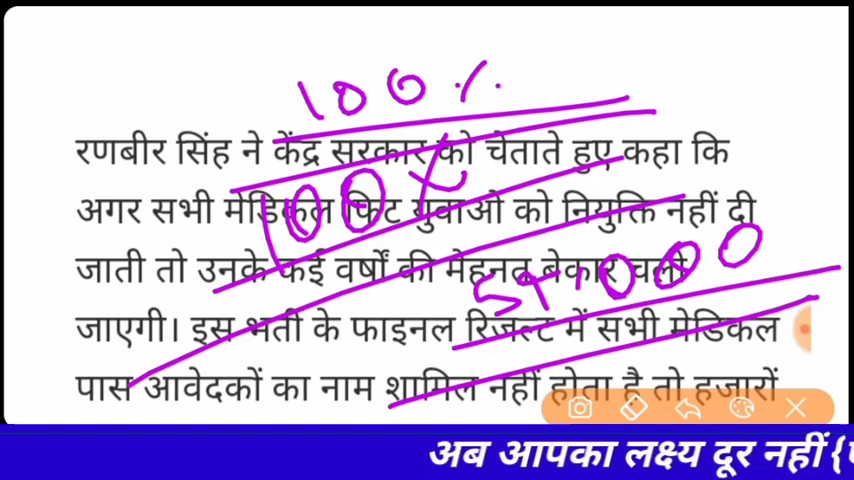 100%
रणबीर सिंह ने केंद्र सरकार को चेताते हुए कहा कि
100%
अगर सभी मेडिकल फिट युवाओं को नियुक्ति नहीं दी
जाती तो उनके कई वर्षों की मेहनत बेकार चली
जाएगी। इस भर्ती के फाइनल रिजल्ट में सभी मेडिकल
पास आवेदकों का नाम शामिल नहीं होता है तो हजारों
अब आपका लक्ष्य दूर नहीं